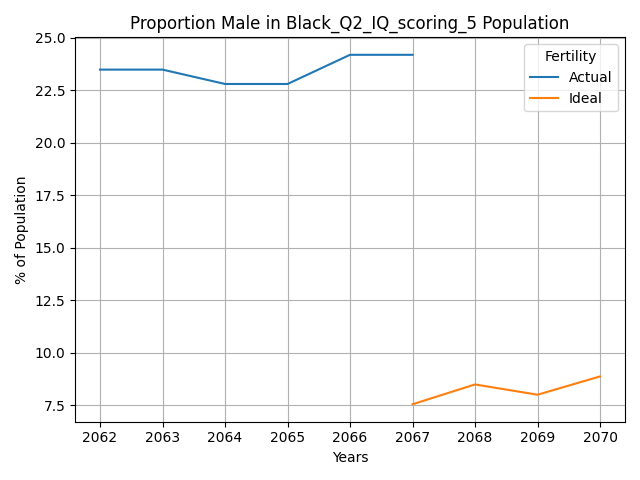 Proportion Male in Black_Q2_IQ_scoring_5 Population
25.0
22.5
20.0
17.5
15.0
12.5
10.0
7.5
% of Population
Fertility
Actual
Ideal
2062 2063 2064 2065 2066 2067 2068 2069 2070
Years